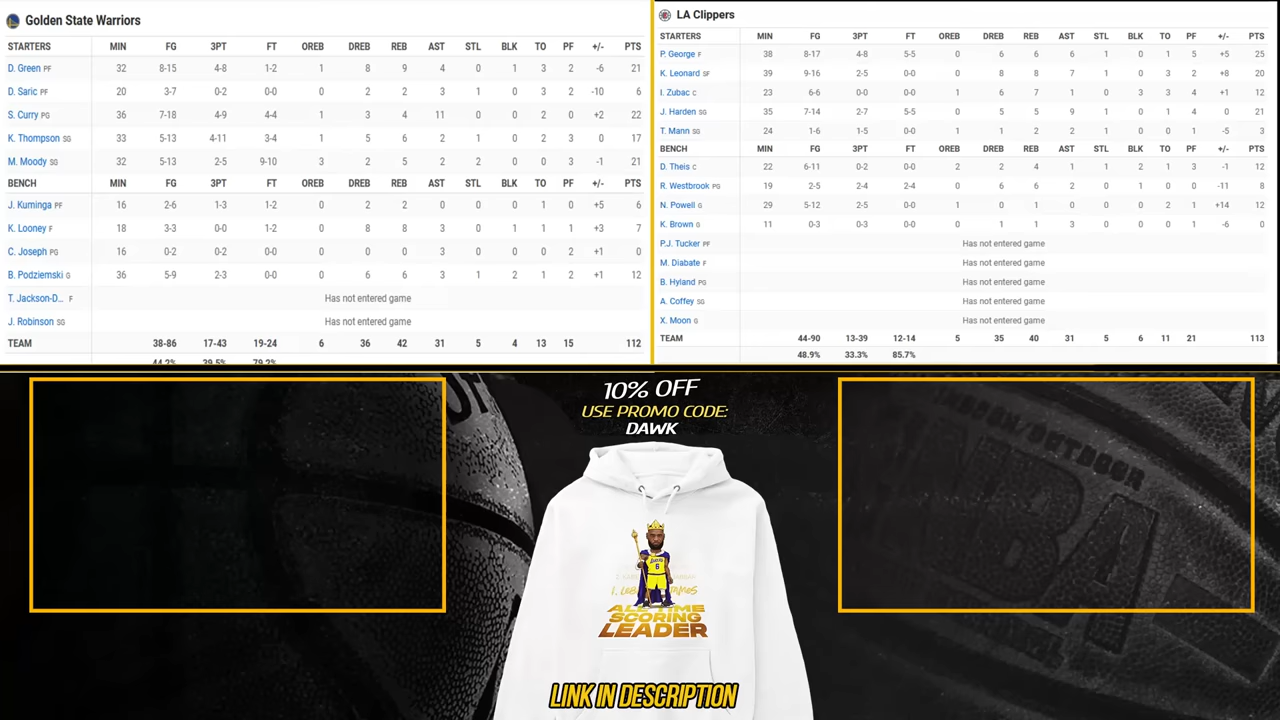 Golden State Warriors
STARTERS MIN FG 3PT FT OREB DREB REB AST STL BLK TO PF +/- PTS
D. Green PF 32 8-15 4-8 1-2 1 8 9 4 0 1 3 2 -6 21
D. Saric PF 20 3-7 0-2 0-0 0 2 2 3 1 0 3 2 -10 6
S. Curry PG 36 7-18 4-9 4-4 1 3 4 11 0 0 2 0 +2 22
K. Thompson SG 33 5-13 4-11 3-4 1 5 6 2 1 0 2 3 0 17
M. Moody SG 32 5-13 2-5 9-10 3 2 5 2 2 0 0 3 -1 21
BENCH MIN FG 3PT FT OREB DREB REB AST STL BLK TO PF +/- PTS
J. Kuminga PF 16 2-6 1-3 1-2 0 2 2 0 0 0 1 0 +5 6
K. Looney F 18 3-3 0-0 1-2 0 8 8 3 0 1 1 1 +3 7
C. Joseph PG 16 0-2 0-2 0-0 0 0 0 3 0 0 0 2 +1 0
B. Podziemski G 36 5-9 2-3 0-0 0 6 6 3 1 2 1 2 +1 12
T. Jackson-D... F Has not entered game
J. Robinson SG Has not entered game
TEAM 38-86 17-43 19-24 6 36 42 31 5 4 13 15 112
44.2% 39.5% 79.2%
LA Clippers
STARTERS MIN FG 3PT FT OREB DREB REB AST STL BLK TO PF +/- PTS
P. George F 38 8-17 4-8 5-5 0 6 6 6 1 0 1 5 +5 25
K. Leonard SF 39 9-16 2-5 0-0 0 8 8 7 1 0 3 2 +8 20
I. Zubac C 23 6-6 0-0 0-0 1 6 7 1 0 3 3 4 +1 12
J. Harden SG 35 7-14 2-7 5-5 0 5 5 9 1 0 1 4 0 21
T. Mann SG 24 1-6 1-5 0-0 1 1 2 2 1 0 0 1 -5 3
BENCH MIN FG 3PT FT OREB DREB REB AST STL BLK TO PF +/- PTS
D. Theis C 22 6-11 0-2 0-0 2 2 4 1 1 2 1 3 -1 12
R. Westbrook PG 19 2-5 2-4 2-4 0 6 6 2 0 1 0 0 -11 8
N. Powell G 29 5-12 2-5 0-0 1 0 1 0 0 0 2 1 +14 12
K. Brown G 11 0-3 0-3 0-0 0 1 1 3 0 0 0 1 -6 0
P.J. Tucker PF Has not entered game
M. Diabate F Has not entered game
B. Hyland PG Has not entered game
A. Coffey SG Has not entered game
X. Moon G Has not entered game
TEAM 44-90 13-39 12-14 5 35 40 31 5 6 11 21 113
48.9% 33.3% 85.7%
10% OFF
USE PROMO CODE:
DAWK
ALL TIME
SCORING
LEADER
LINK IN DESCRIPTION